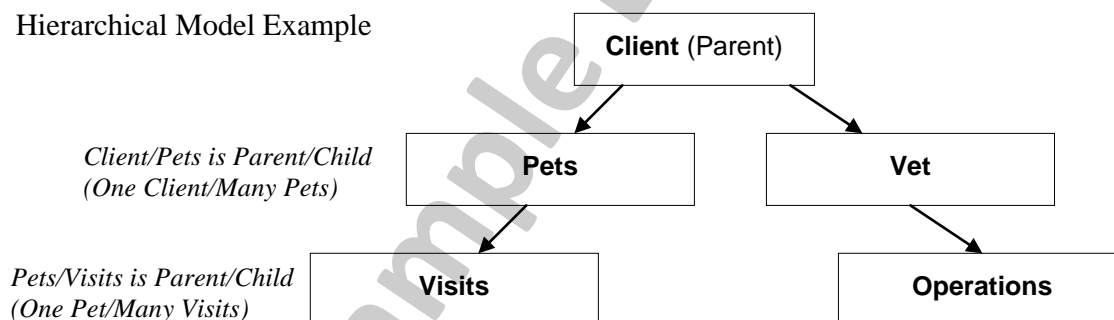 Hierarchical Model Example
Client (Parent)
Client/Pets is Parent/Child
(One Client/Many Pets)
Pets
Vet
Pets/Visits is Parent/Child
(One Pet/Many Visits)
Visits
Operations